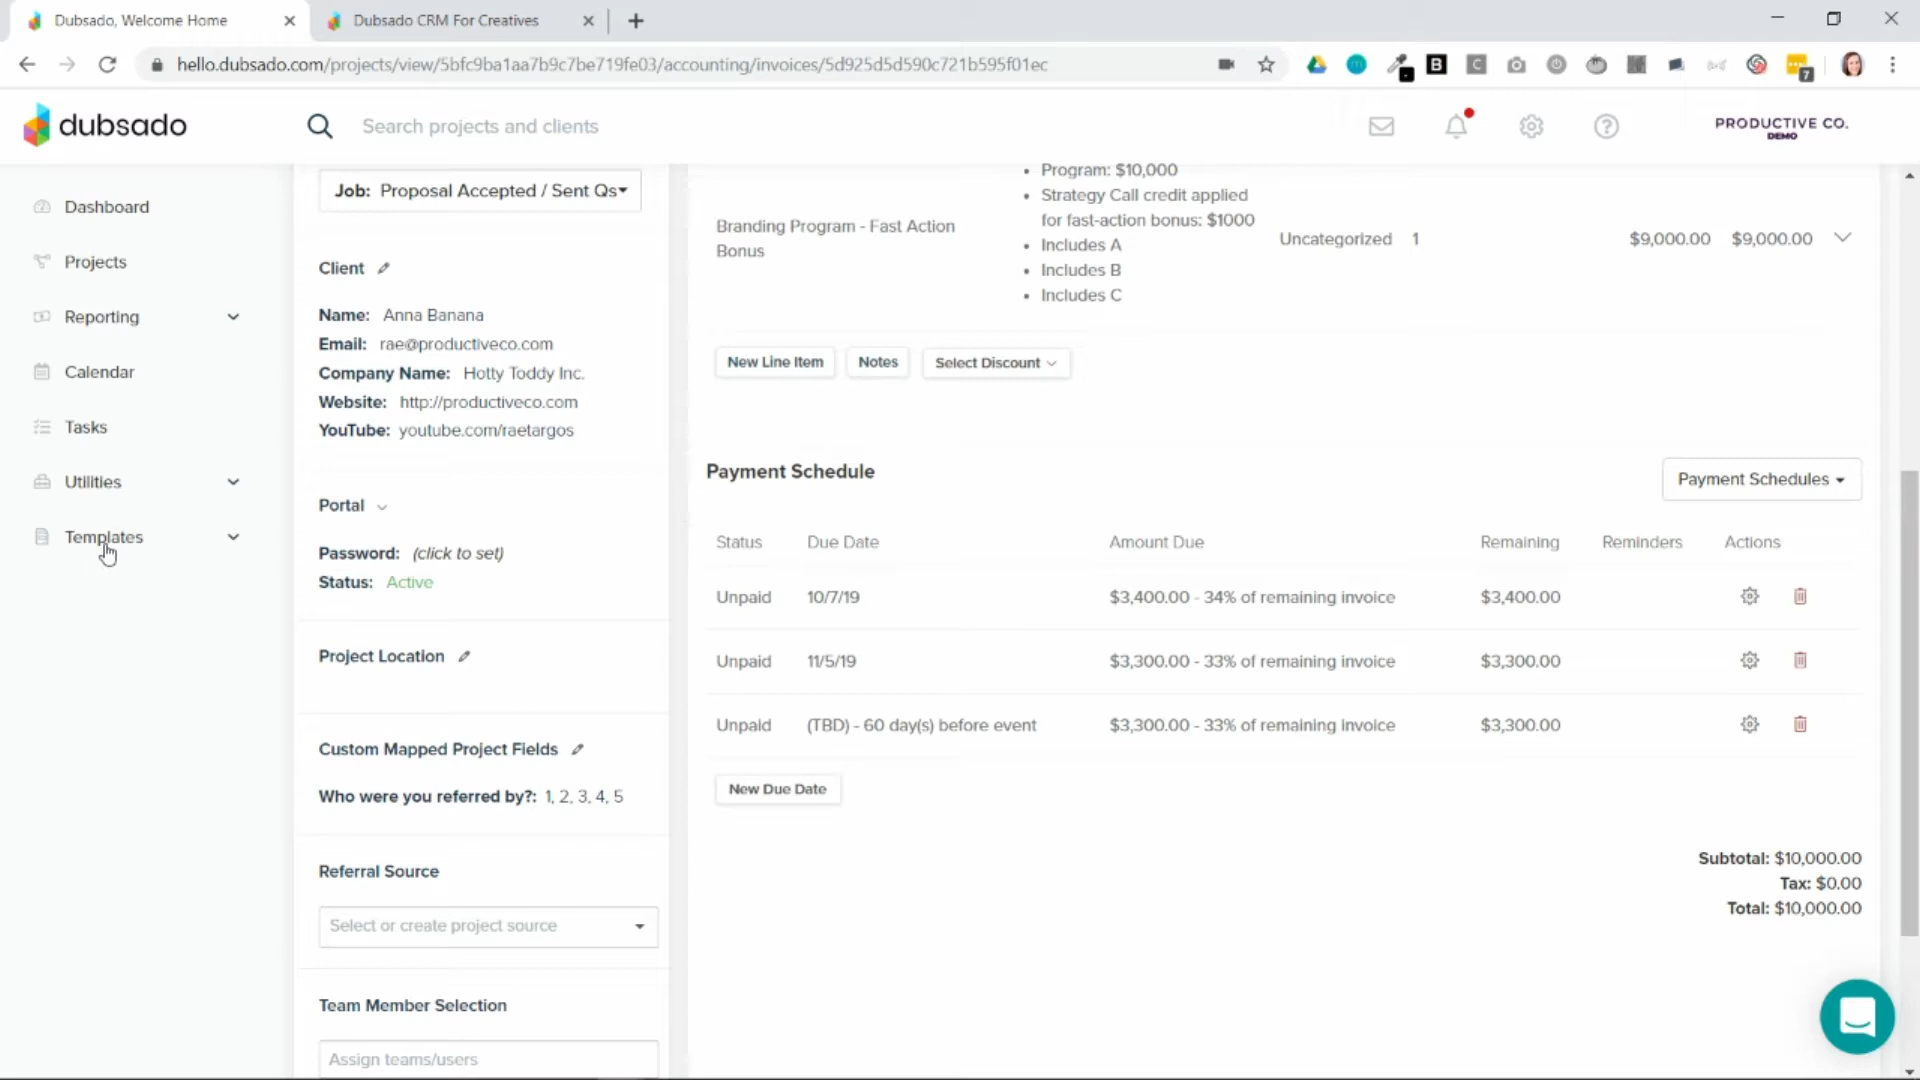 Dubsado, Welcome Home
Dubsado CRM For Creatives
hello.dubsado.com/projects/view/5bfc9ba1aa7b9c7be719fe03/accounting/invoices/5d925d5d590c721b595f01ec
B
C
7
dubsado
Search projects and clients
PRODUCTIVE CO.
DEMO
Dashboard
Projects
Reporting
Calendar
Tasks
Utilities
Templates
Job: Proposal Accepted / Sent Qs
Client
Name: Anna Banana
Email: rae@productiveco.com
Company Name: Hotty Toddy Inc.
Website: http://productiveco.com
YouTube: youtube.com/raetargos
Portal
Password: (click to set)
Status: Active
Project Location
Custom Mapped Project Fields
Who were you referred by?: 1, 2, 3, 4, 5
Referral Source
Select or create project source
Team Member Selection
Assign teams/users
Branding Program - Fast Action
Bonus
• Program: $10,000
• Strategy Call credit applied
for fast-action bonus: $1000
• Includes A
• Includes B
• Includes C
Uncategorized 1 $9,000.00 $9,000.00
New Line Item Notes Select Discount
Payment Schedule
Payment Schedules
Status Due Date Amount Due Remaining Reminders Actions
Unpaid 10/7/19 $3,400.00 - 34% of remaining invoice $3,400.00
Unpaid 11/5/19 $3,300.00 - 33% of remaining invoice $3,300.00
Unpaid (TBD) - 60 day(s) before event $3,300.00 - 33% of remaining invoice $3,300.00
New Due Date
Subtotal: $10,000.00
Tax: $0.00
Total: $10,000.00